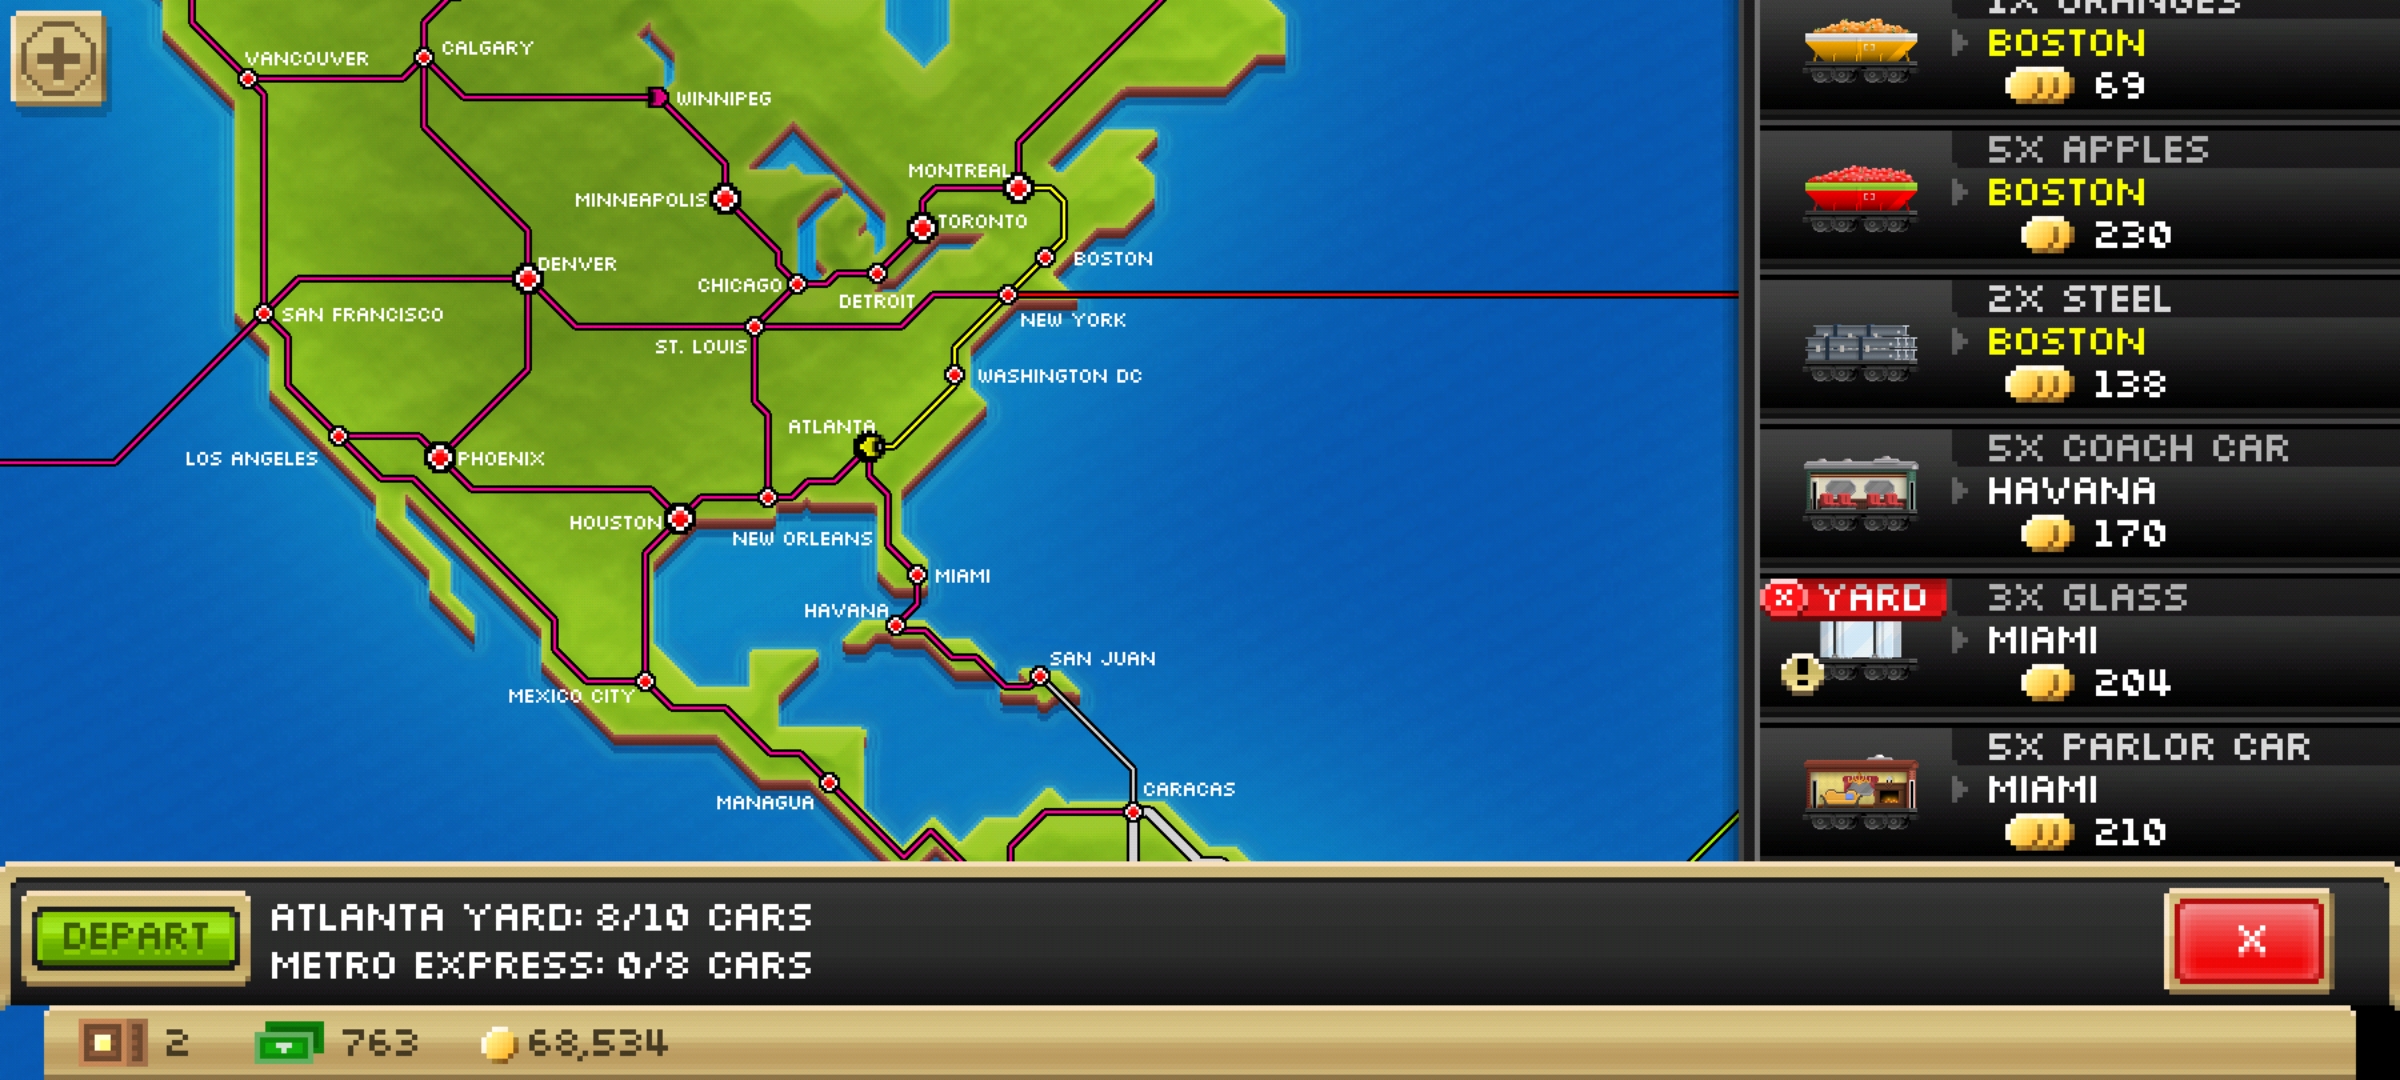 1X ORANGES
BOSTON
69
VANCOUVER
CALGARY
WINNIPEG
MONTREAL
MINNEAPOLIS
TORONTO
DENVER
CHICAGO
BOSTON
DETROIT
SAN FRANCISCO
NEW YORK
ST. LOUIS
WASHINGTON DC
ATLANTA
LOS ANGELES
PHOENIX
HOUSTON
NEW ORLEANS
MIAMI
HAVANA
SAN JUAN
MEXICO CITY
CARACAS
MANAGUA
5X APPLES
BOSTON
230
2X STEEL
BOSTON
138
5X COACH CAR
HAVANA
170
X YARD
3X GLASS
!
MIAMI
204
5X PARLOR CAR
MIAMI
210
DEPART
ATLANTA YARD: 8/10 CARS
METRO EXPRESS: 0/8 CARS
X
2
763
68,534